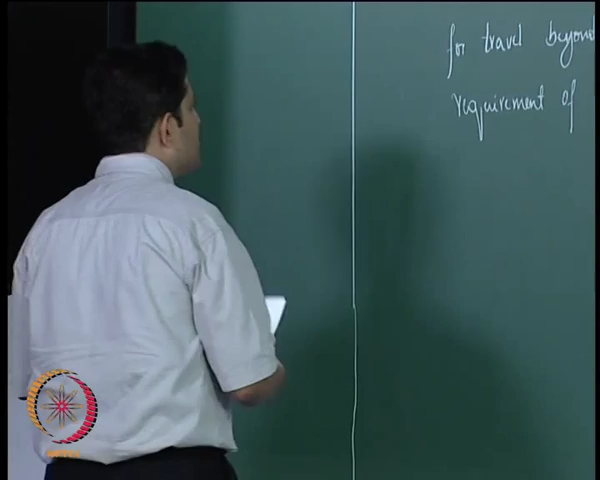 for travel beyond
requirement of